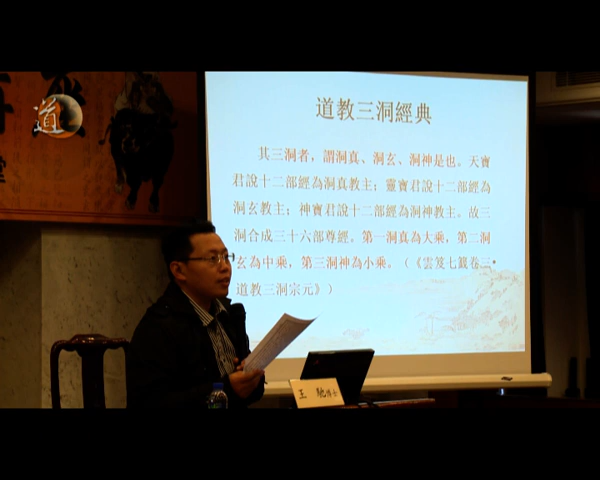 道
道教三洞經典
其三洞者，謂洞真、洞玄、洞神是也。天寶
君說十二部經為洞真教主；靈寶君說十二部經為
洞玄教主；神寶君說十二部經為洞神教主。故三
洞合成三十六部尊經。第一洞真為大乘，第二洞
玄為中乘，第三洞神為小乘。（《雲笈七籤卷三•
道教三洞宗元》）
王 馳博士